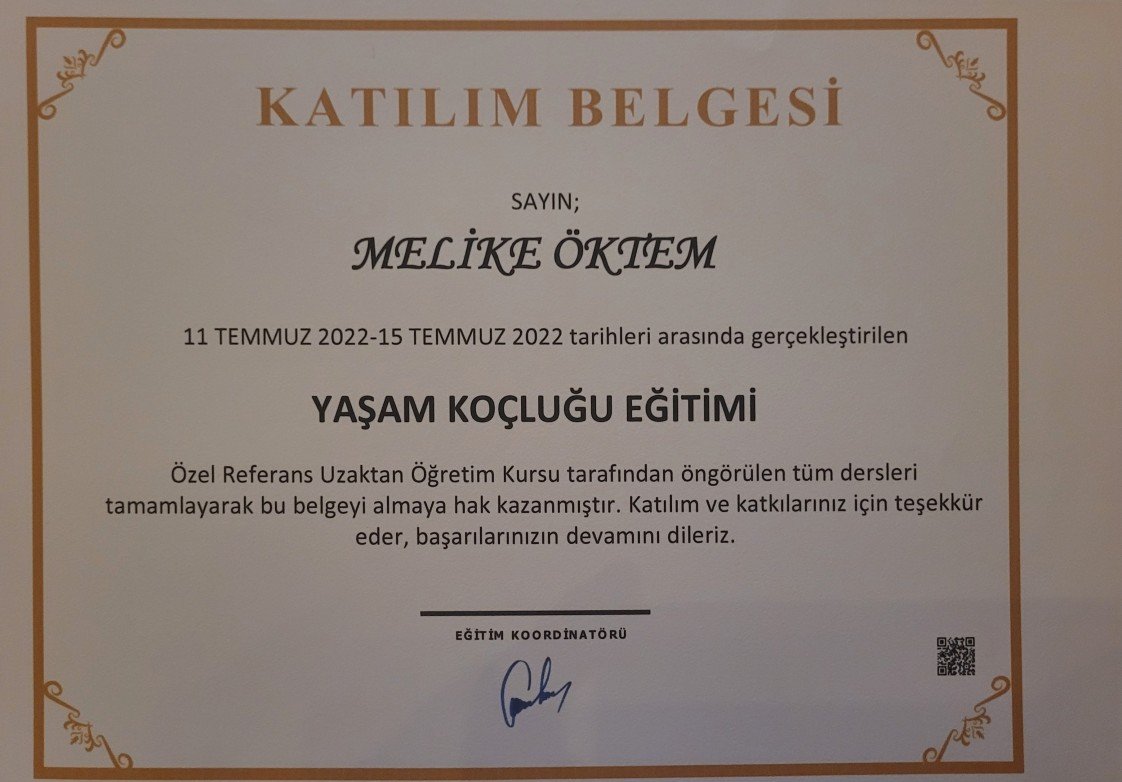 KATILIM BELGESİ
SAYIN;
MELİKE ÖKTEM
11 TEMMUZ 2022-15 TEMMUZ 2022 tarihleri arasında gerçekleştirilen
YAŞAM KOÇLUĞU EĞİTİMİ
Özel Referans Uzaktan Öğretim Kursu tarafından öngörülen tüm dersleri
tamamlayarak bu belgeyi almaya hak kazanmıştır. Katılım ve katkılarınız için teşekkür
eder, başarılarınızın devamını dileriz.
EĞİTİM KOORDİNATÖRÜ